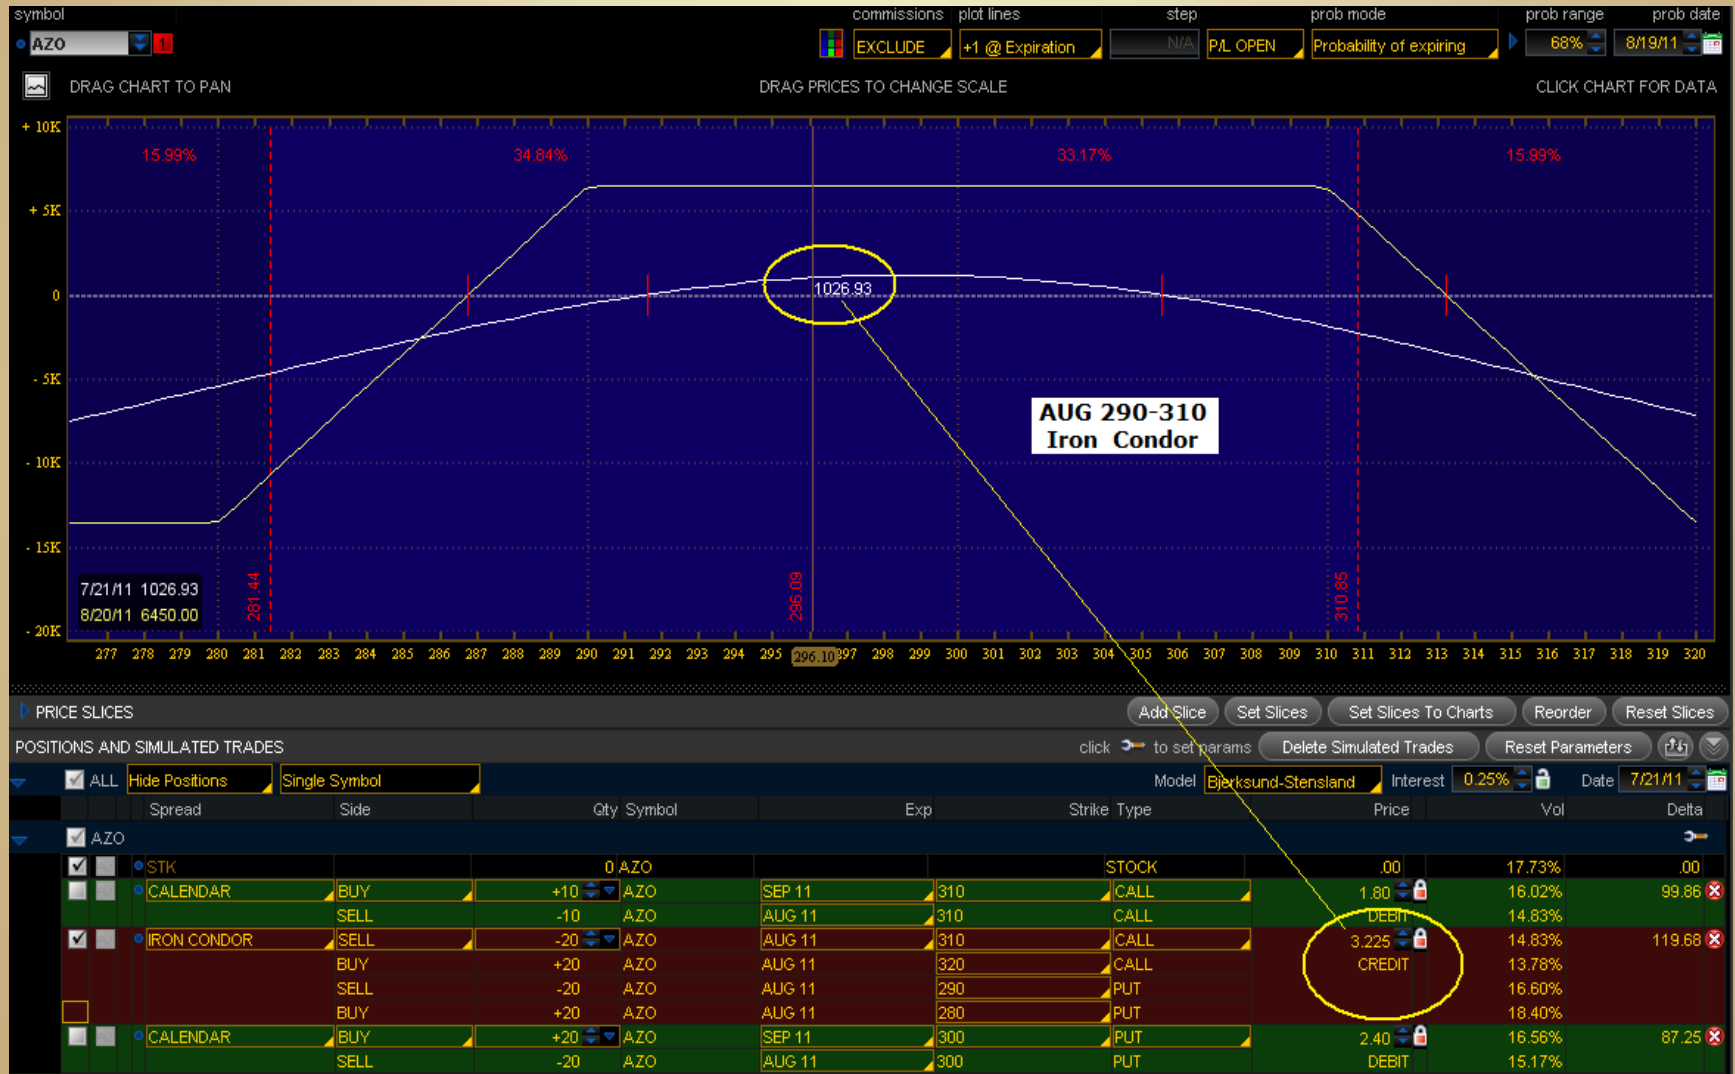 symbol commissions plot lines step prob mode prob range prob date
AZO 1 EXCLUDE +1 @ Expiration N/A P/L OPEN Probability of expiring 68% 8/19/11
DRAG CHART TO PAN DRAG PRICES TO CHANGE SCALE CLICK CHART FOR DATA
+ 10K
15.99% 34.84% 33.17% 15.99%
+ 5K
0
1026.93
- 5K
AUG 290-310
Iron Condor
- 10K
- 15K
7/21/11 1026.93
8/20/11 6450.00
281.44 296.09 310.85
- 20K
277 278 279 280 281 282 283 284 285 286 287 288 289 290 291 292 293 294 295 296.10 297 298 299 300 301 302 303 304 305 306 307 308 309 310 311 312 313 314 315 316 317 318 319 320
PRICE SLICES Add Slice Set Slices Set Slices To Charts Reorder Reset Slices
POSITIONS AND SIMULATED TRADES click to set params Delete Simulated Trades Reset Parameters
ALL Hide Positions Single Symbol Model Bjerksund-Stensland Interest 0.25% Date 7/21/11
Spread Side Qty Symbol Exp Strike Type Price Vol Delta
AZO
STK 0 AZO STOCK .00 17.73% .00
CALENDAR BUY +10 AZO SEP 11 310 CALL 1.80 16.02% 99.86
SELL -10 AZO AUG 11 310 CALL DEBIT 14.83%
IRON CONDOR SELL -20 AZO AUG 11 310 CALL 3.225 14.83% 119.68
BUY +20 AZO AUG 11 320 CALL CREDIT 13.78%
SELL -20 AZO AUG 11 290 PUT 16.60%
BUY +20 AZO AUG 11 280 PUT 18.40%
CALENDAR BUY +20 AZO SEP 11 300 PUT 2.40 16.56% 87.25
SELL -20 AZO AUG 11 300 PUT DEBIT 15.17%